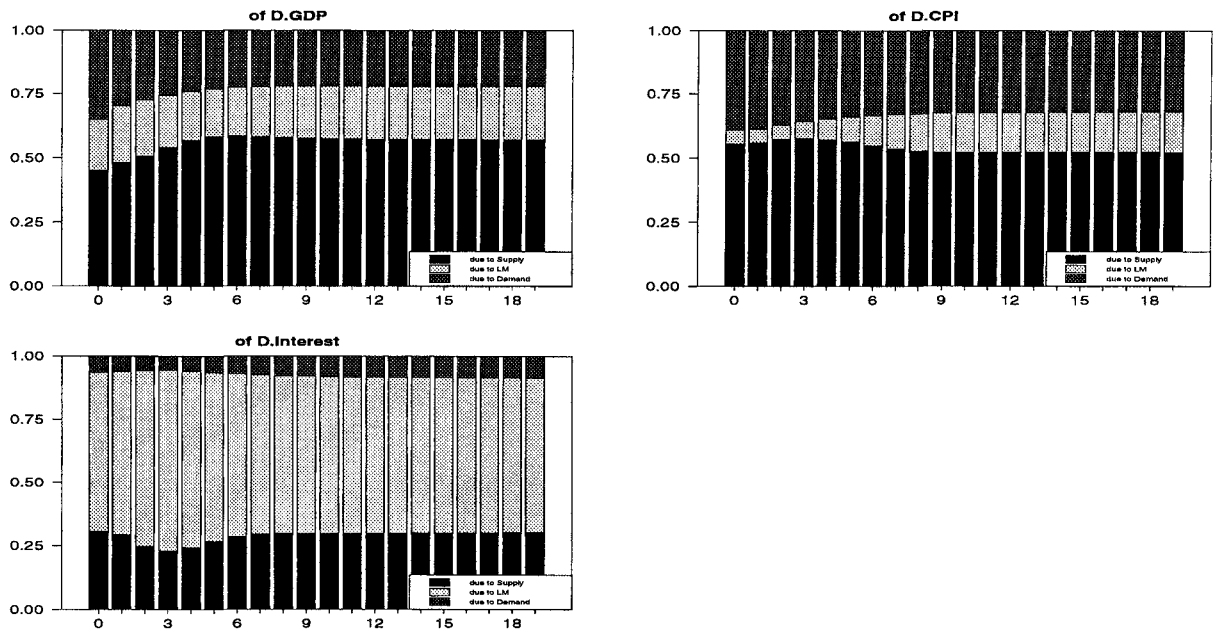 of D.GDP
1.00
0.75
0.50
0.25
0.00
due to Supply
due to LM
due to Demand
0 3 6 9 12 15 18
of D.CPI
1.00
0.75
0.50
0.25
0.00
due to Supply
due to LM
due to Demand
0 3 6 9 12 15 18
of D.Interest
1.00
0.75
0.50
0.25
0.00
due to Supply
due to LM
due to Demand
0 3 6 9 12 15 18